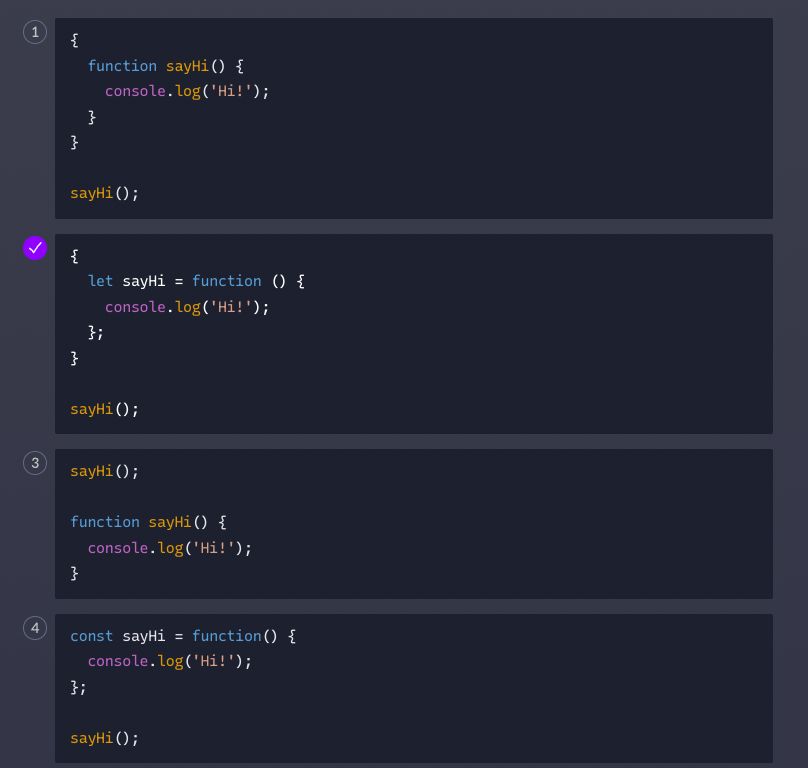 1
{
  function sayHi() {
    console.log('Hi!');
  }
}
sayHi();
{
  let sayHi = function () {
    console.log('Hi!');
  };
}
sayHi();
3
sayHi();
function sayHi() {
  console.log('Hi!');
}
4
const sayHi = function() {
  console.log('Hi!');
};
sayHi();